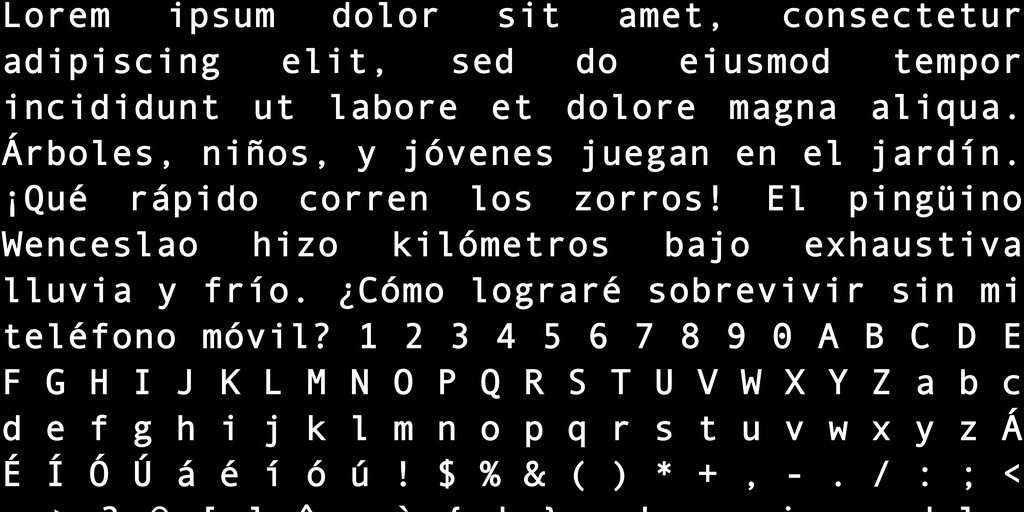 Lorem ipsum dolor sit amet, consectetur
adipiscing elit, sed do eiusmod tempor
incididunt ut labore et dolore magna aliqua.
Árboles, niños, y jóvenes juegan en el jardín.
¡Qué rápido corren los zorros! El pingüino
Wenceslao hizo kilómetros bajo exhaustiva
lluvia y frío. ¿Cómo lograré sobrevivir sin mi
teléfono móvil? 1 2 3 4 5 6 7 8 9 0 A B C D E
F G H I J K L M N O P Q R S T U V W X Y Z a b c
d e f g h i j k l m n o p q r s t u v w x y z Á
É Í Ó Ú á é í ó ú ! $ % & ( ) * + , - . / : ; <